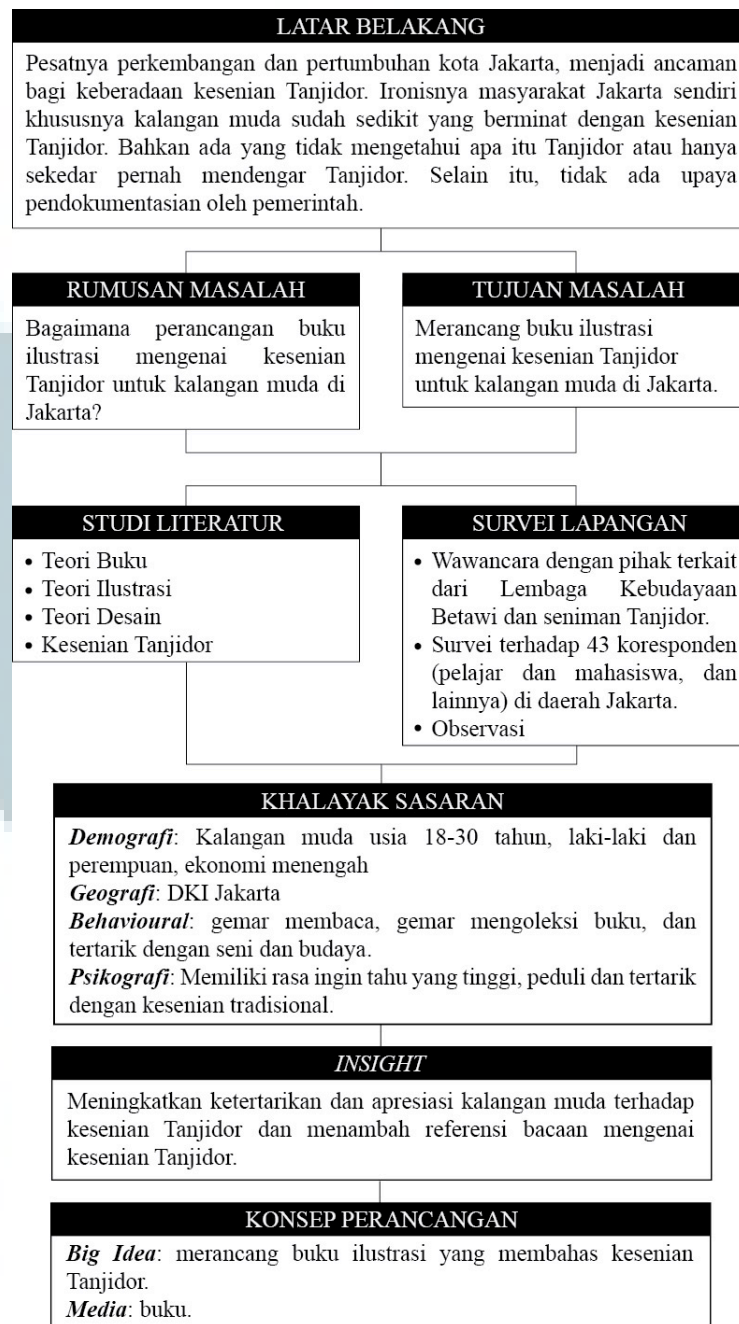 LATAR BELAKANG
Pesatnya perkembangan dan pertumbuhan kota Jakarta, menjadi ancaman
bagi keberadaan kesenian Tanjidor. Ironisnya masyarakat Jakarta sendiri
khususnya kalangan muda sudah sedikit yang berminat dengan kesenian
Tanjidor. Bahkan ada yang tidak mengetahui apa itu Tanjidor atau hanya
sekedar pernah mendengar Tanjidor. Selain itu, tidak ada upaya
pendokumentasian oleh pemerintah.
RUMUSAN MASALAH
Bagaimana perancangan buku
ilustrasi mengenai kesenian
Tanjidor untuk kalangan muda di
Jakarta?
TUJUAN MASALAH
Merancang buku ilustrasi
mengenai kesenian Tanjidor
untuk kalangan muda di Jakarta.
STUDI LITERATUR
• Teori Buku
• Teori Ilustrasi
• Teori Desain
• Kesenian Tanjidor
SURVEI LAPANGAN
• Wawancara dengan pihak terkait
dari Lembaga Kebudayaan
Betawi dan seniman Tanjidor.
• Survei terhadap 43 koresponden
(pelajar dan mahasiswa, dan
lainnya) di daerah Jakarta.
• Observasi
KHALAYAK SASARAN
Demografi: Kalangan muda usia 18-30 tahun, laki-laki dan
perempuan, ekonomi menengah
Geografi: DKI Jakarta
Behavioural: gemar membaca, gemar mengoleksi buku, dan
tertarik dengan seni dan budaya.
Psikografi: Memiliki rasa ingin tahu yang tinggi, peduli dan tertarik
dengan kesenian tradisional.
INSIGHT
Meningkatkan ketertarikan dan apresiasi kalangan muda terhadap
kesenian Tanjidor dan menambah referensi bacaan mengenai
kesenian Tanjidor.
KONSEP PERANCANGAN
Big Idea: merancang buku ilustrasi yang membahas kesenian
Tanjidor.
Media: buku.